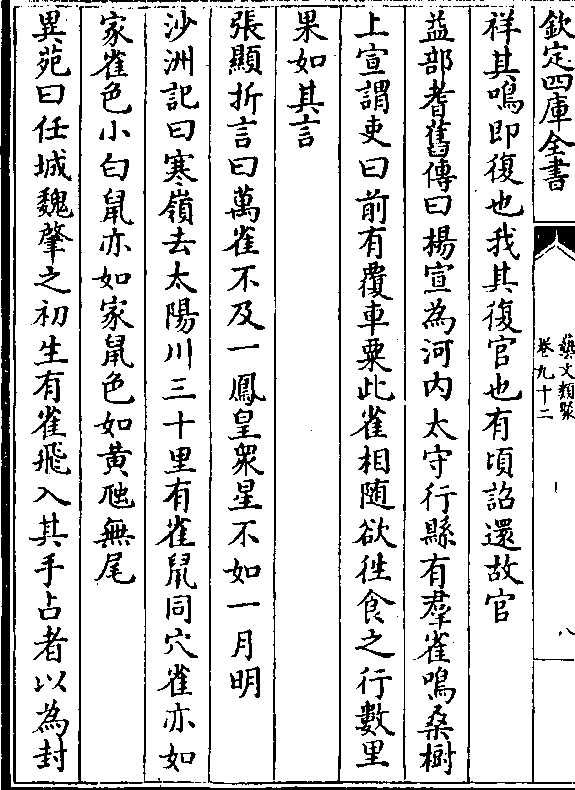 欽定四庫全書
藝文類聚
卷九十二
八
祥其鳴即復也我其復官也有頃詔還故官
益部耆舊傳曰楊宣為河内太守行縣有羣雀鳴桑樹
上宣謂吏曰前有覆車粟此雀相随欲徃食之行數里
果如其言
張顯折言曰萬雀不及一鳳皇衆星不如一月明
沙洲記曰寒嶺去太陽川三十里有雀鼠同穴雀亦如
家雀色小白鼠亦如家鼠色如黄虺無尾
異苑曰任城魏肇之初生有雀飛入其手占者以為封